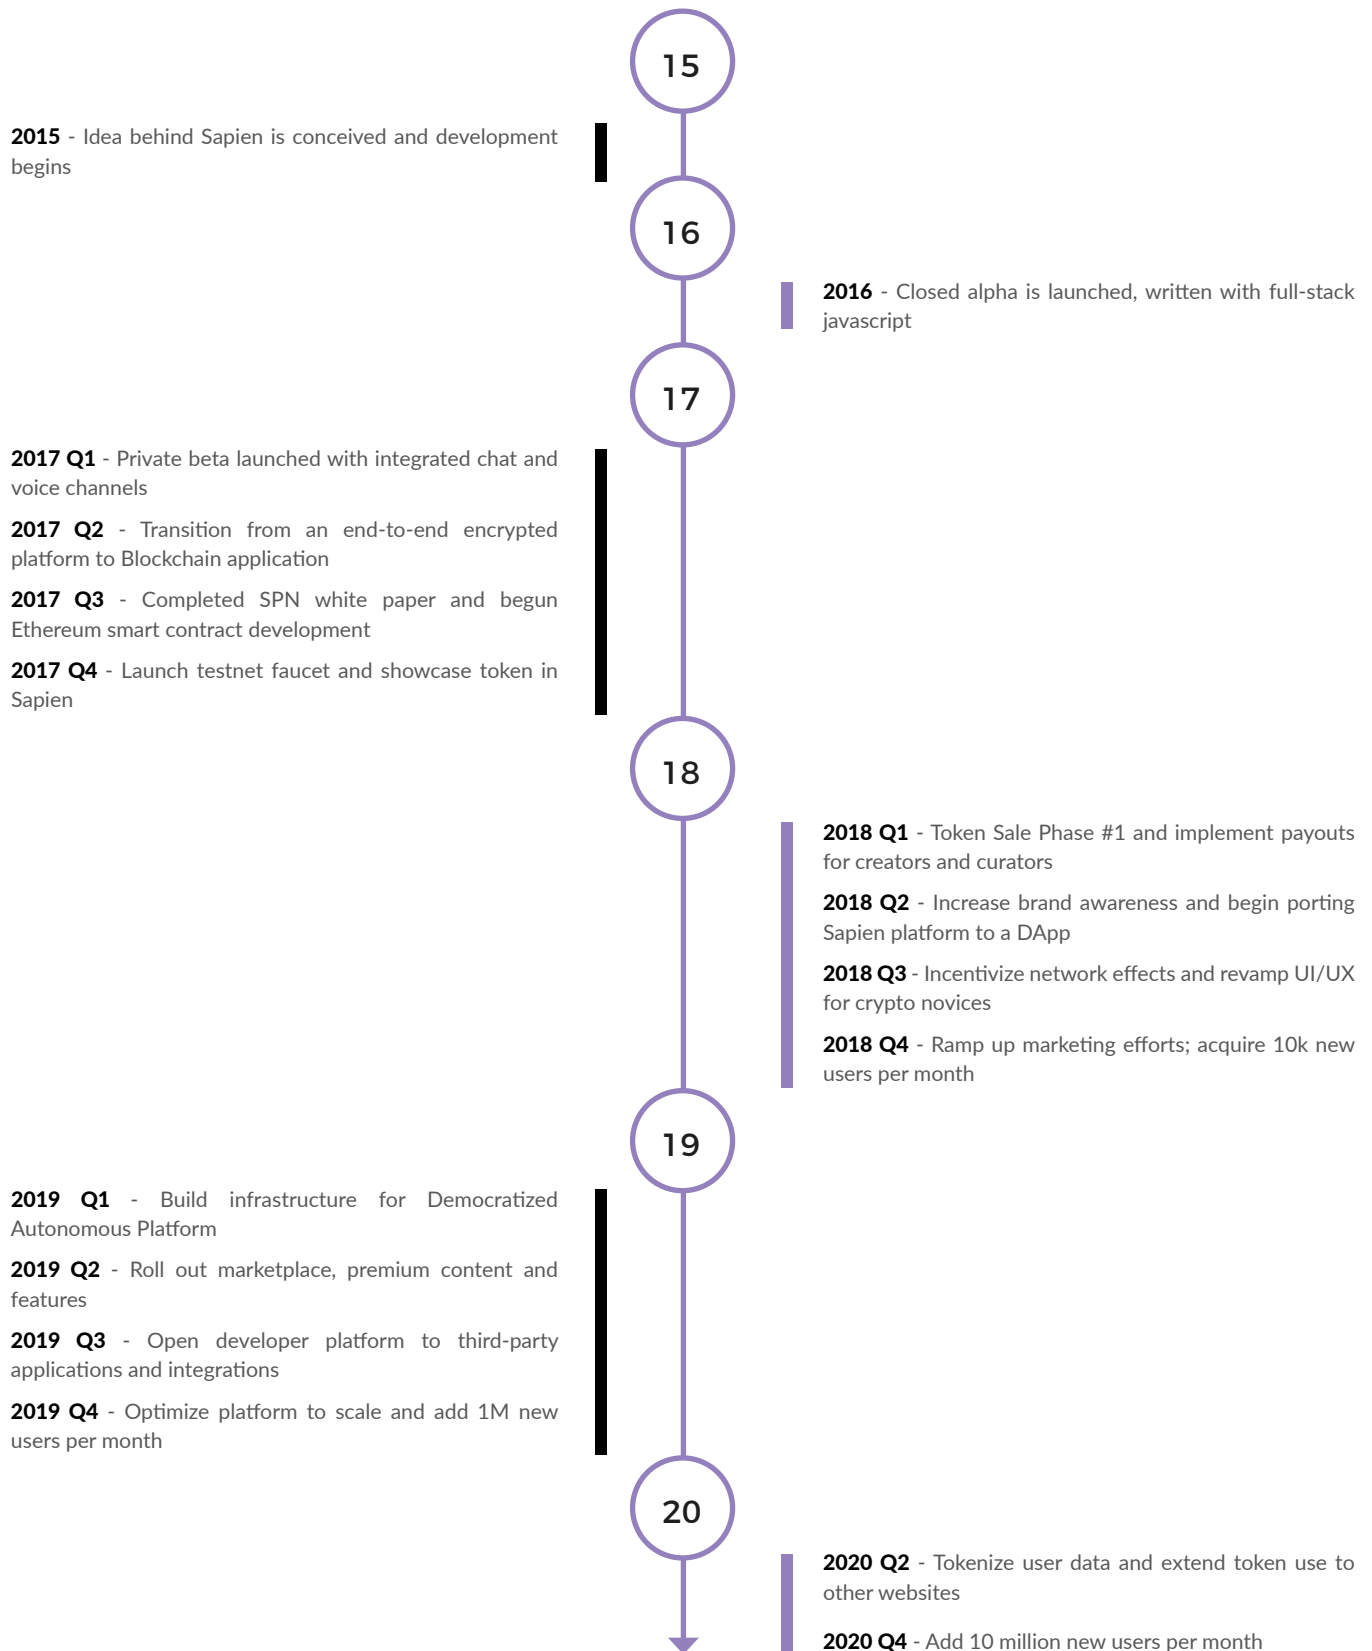 15
2015 - Idea behind Sapien is conceived and development
begins
16
2016 - Closed alpha is launched, written with full-stack
javascript
17
2017 Q1 - Private beta launched with integrated chat and
voice channels
2017 Q2 - Transition from an end-to-end encrypted
platform to Blockchain application
2017 Q3 - Completed SPN white paper and begun
Ethereum smart contract development
2017 Q4 - Launch testnet faucet and showcase token in
Sapien
18
2018 Q1 - Token Sale Phase #1 and implement payouts
for creators and curators
2018 Q2 - Increase brand awareness and begin porting
Sapien platform to a DApp
2018 Q3 - Incentivize network effects and revamp UI/UX
for crypto novices
2018 Q4 - Ramp up marketing efforts; acquire 10k new
users per month
19
2019 Q1 - Build infrastructure for Democratized
Autonomous Platform
2019 Q2 - Roll out marketplace, premium content and
features
2019 Q3 - Open developer platform to third-party
applications and integrations
2019 Q4 - Optimize platform to scale and add 1M new
users per month
20
2020 Q2 - Tokenize user data and extend token use to
other websites
2020 Q4 - Add 10 million new users per month